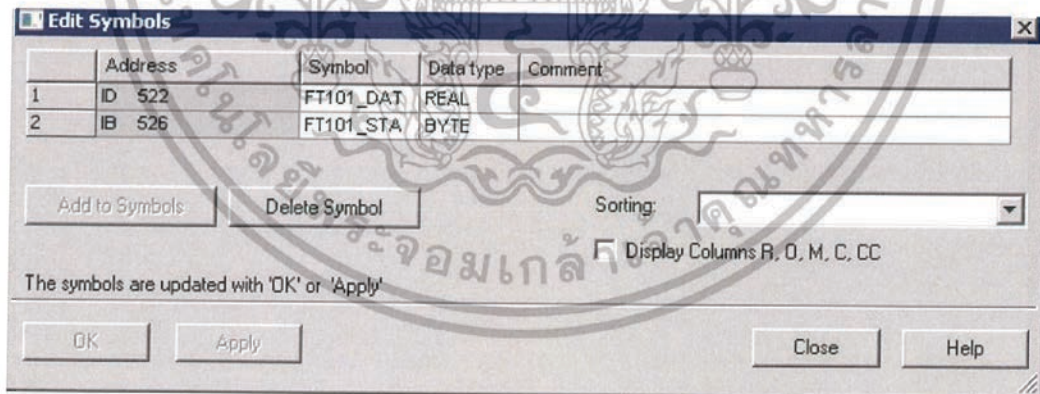 Edit Symbols
Address Symbol Data type Comment
1 ID 522 FT101_DAT REAL
2 IB 526 FT101_STA BYTE
Add to Symbols Delete Symbol Sorting:
Display Columns R, O, M, C, CC
The symbols are updated with 'OK' or 'Apply'
OK Apply Close Help